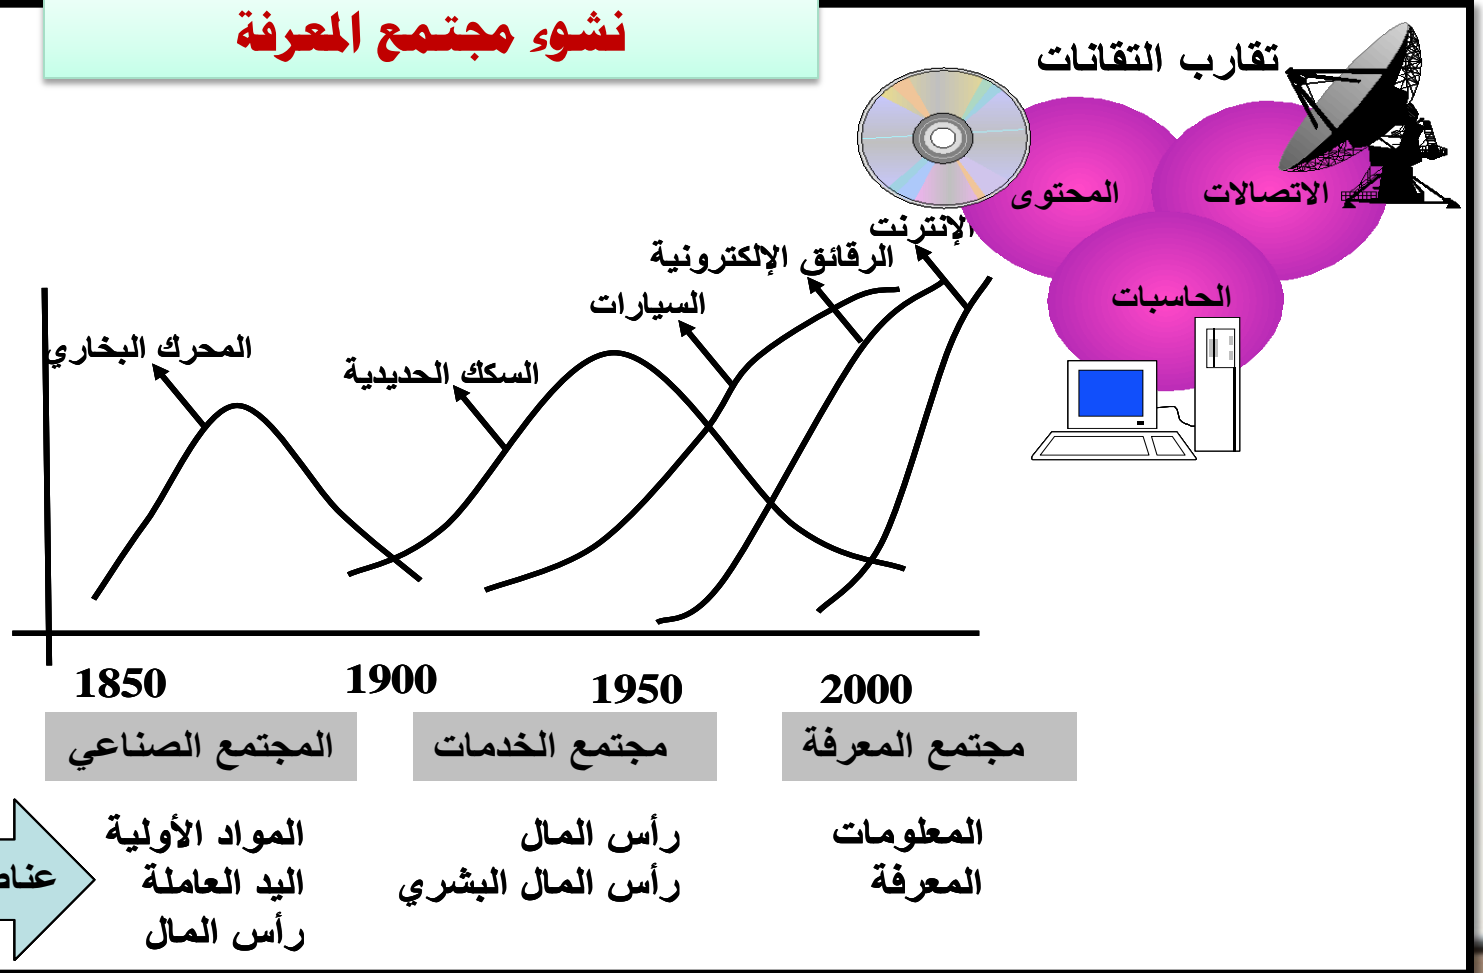 نشوء مجتمع المعرفة
تقارب التقانات
المحتوى
الاتصالات
الحاسبات
الإنترنت
الرقائق الإلكترونية
السيارات
السكك الحديدية
المحرك البخاري
1850
1900
1950
2000
المجتمع الصناعي
مجتمع الخدمات
مجتمع المعرفة
المواد الأولية
اليد العاملة
رأس المال
رأس المال
رأس المال البشري
المعلومات
المعرفة